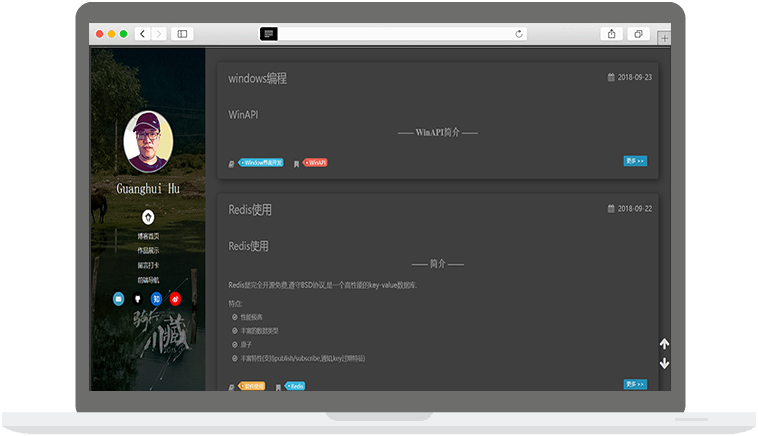 Guanghui Hu
博客首页
作品展示
留言打卡
前端导航
知
川藏
windows编程
2018-09-23
WinAPI
—— WinAPI简介 ——
Window界面开发
WinAPI
更多 >>
Redis使用
2018-09-22
Redis使用
—— 简介 ——
Redis是完全开源免费,遵守BSD协议,是一个高性能的key-value数据库.
特点:
性能极高
丰富的数据类型
原子
丰富特性(支持publish/subscribe,通知,key过期特征)
Redis
更多 >>